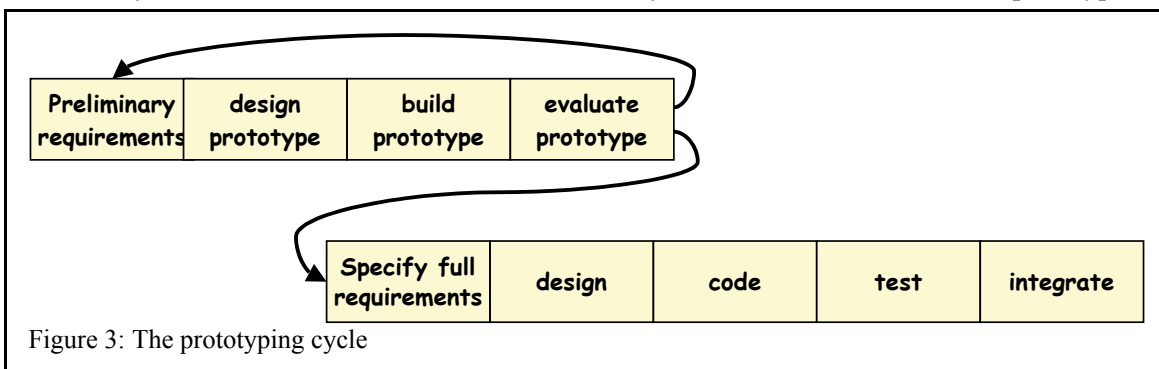 Preliminary
requirements
design
prototype
build
prototype
evaluate
prototype
Specify full
requirements
design
code
test
integrate
Figure 3: The prototyping cycle